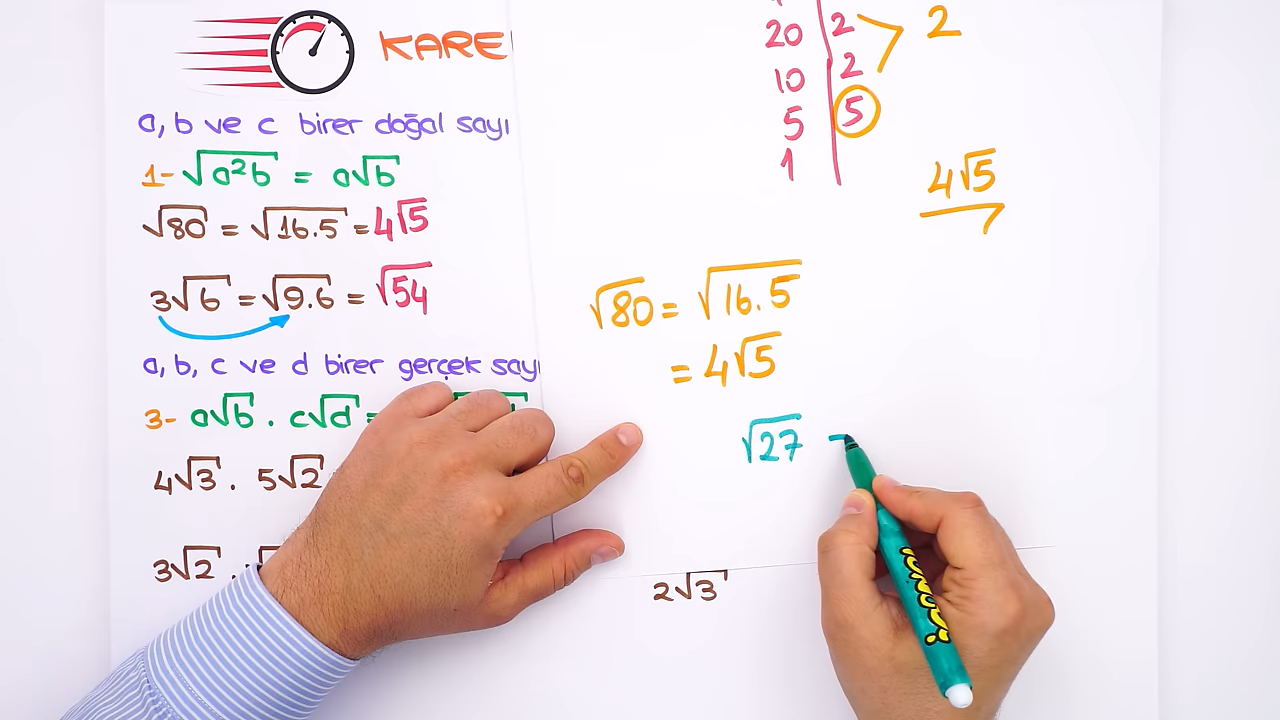 KARE
a, b ve c birer doğal sayı
1- √a²b = a√b
√80 = √16.5 = 4√5
3√6 = √9.6 = √54
a, b, c ve d birer gerçek sayı
3- a√b . c√d =
4√3 . 5√2
3√2 .
20 | 2
2
10 | 2
5 | 5
1
4√5
√80 = √16.5
= 4√5
√27
2√3